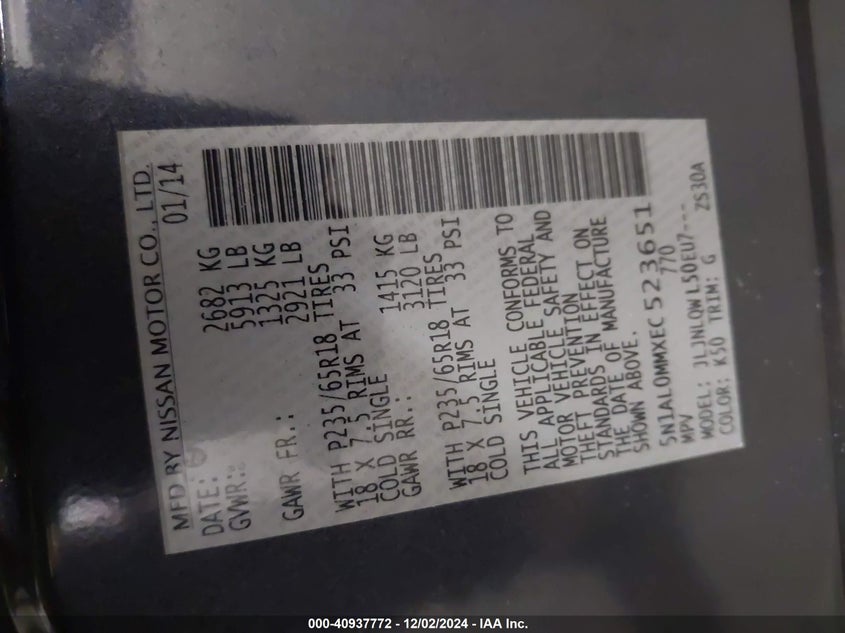 MFD BY NISSAN MOTOR CO., LTD.
DATE: 01/14
GVWR: 2682 KG
5913 LB
GAWR FR.: 1325 KG
2921 LB
WITH P235/65R18 TIRES
18 X 7.5 RIMS AT 33 PSI
COLD SINGLE
GAWR RR.: 1415 KG
3120 LB
WITH P235/65R18 TIRES
18 X 7.5 RIMS AT 33 PSI
COLD SINGLE
THIS VEHICLE CONFORMS TO
ALL APPLICABLE FEDERAL
MOTOR VEHICLE SAFETY AND
THEFT PREVENTION
STANDARDS IN EFFECT ON
THE DATE OF MANUFACTURE
SHOWN ABOVE.
5N1AL0MMXEC523651
MPV 770
MODEL: JLJNLQWL50EU7---
COLOR: K50 TRIM: G ZS30A
000-40937772 - 12/02/2024 - IAA Inc.